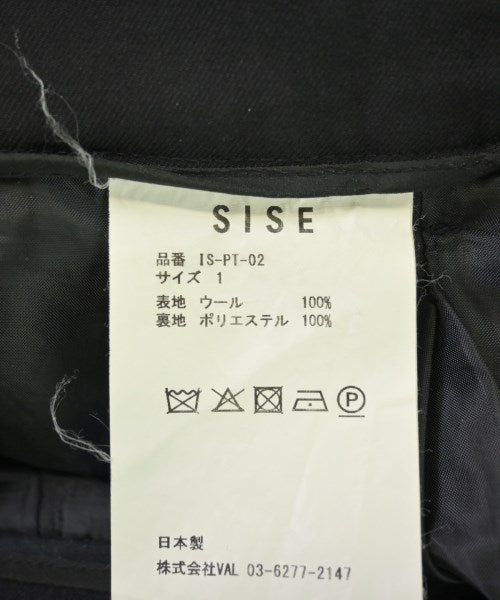 SISE
品番 IS-PT-02
サイズ 1
表地 ウール 100%
裏地 ポリエステル 100%
P
日本製
株式会社VAL 03-6277-2147